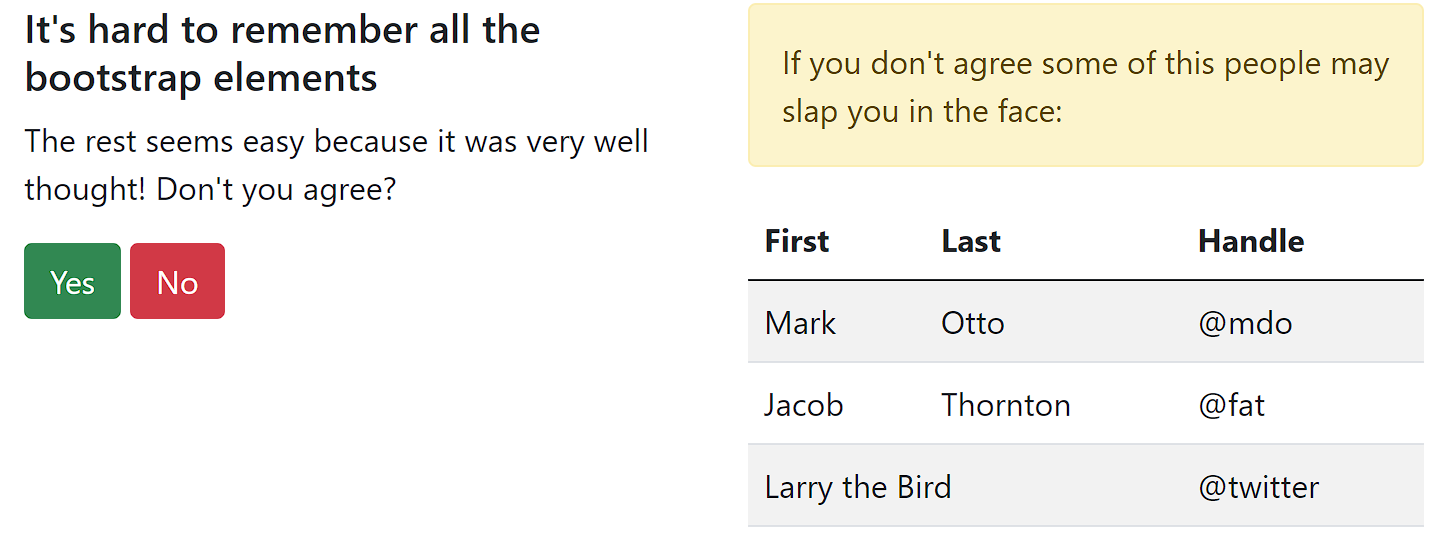 It's hard to remember all the
bootstrap elements
The rest seems easy because it was very well
thought! Don't you agree?
Yes No
If you don't agree some of this people may
slap you in the face:
First Last Handle
Mark Otto @mdo
Jacob Thornton @fat
Larry the Bird @twitter